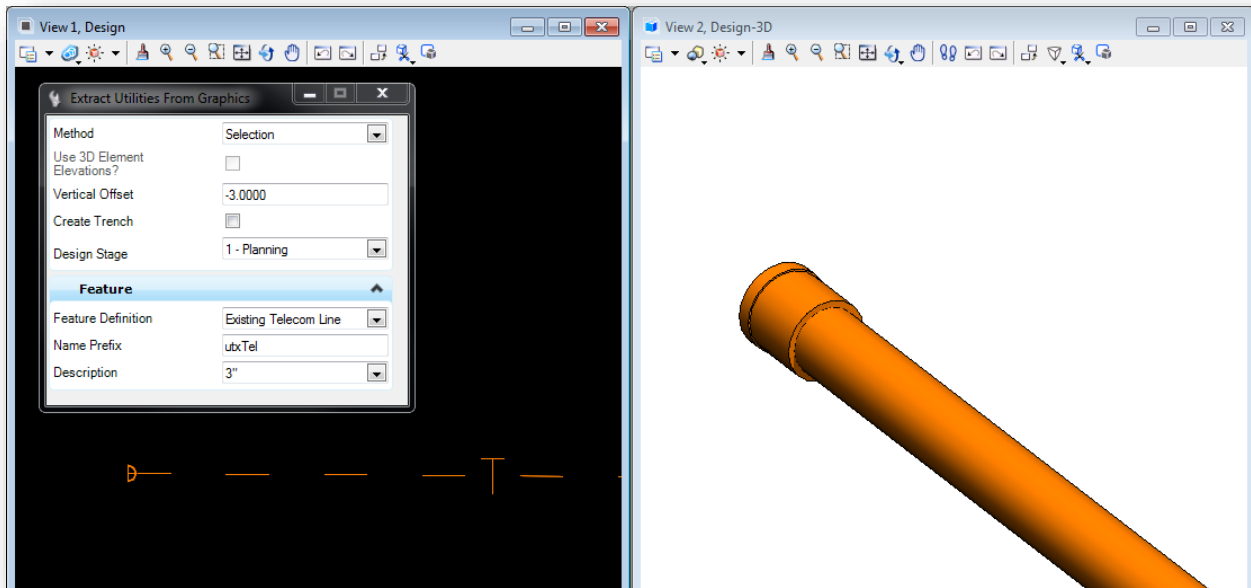 View 1, Design
View 2, Design-3D
Extract Utilities From Graphics
Method
Selection
Use 3D Element
Elevations?
Vertical Offset
-3.0000
Create Trench
Design Stage
1 - Planning
Feature
Feature Definition
Existing Telecom Line
Name Prefix
utxTel
Description
3"
T